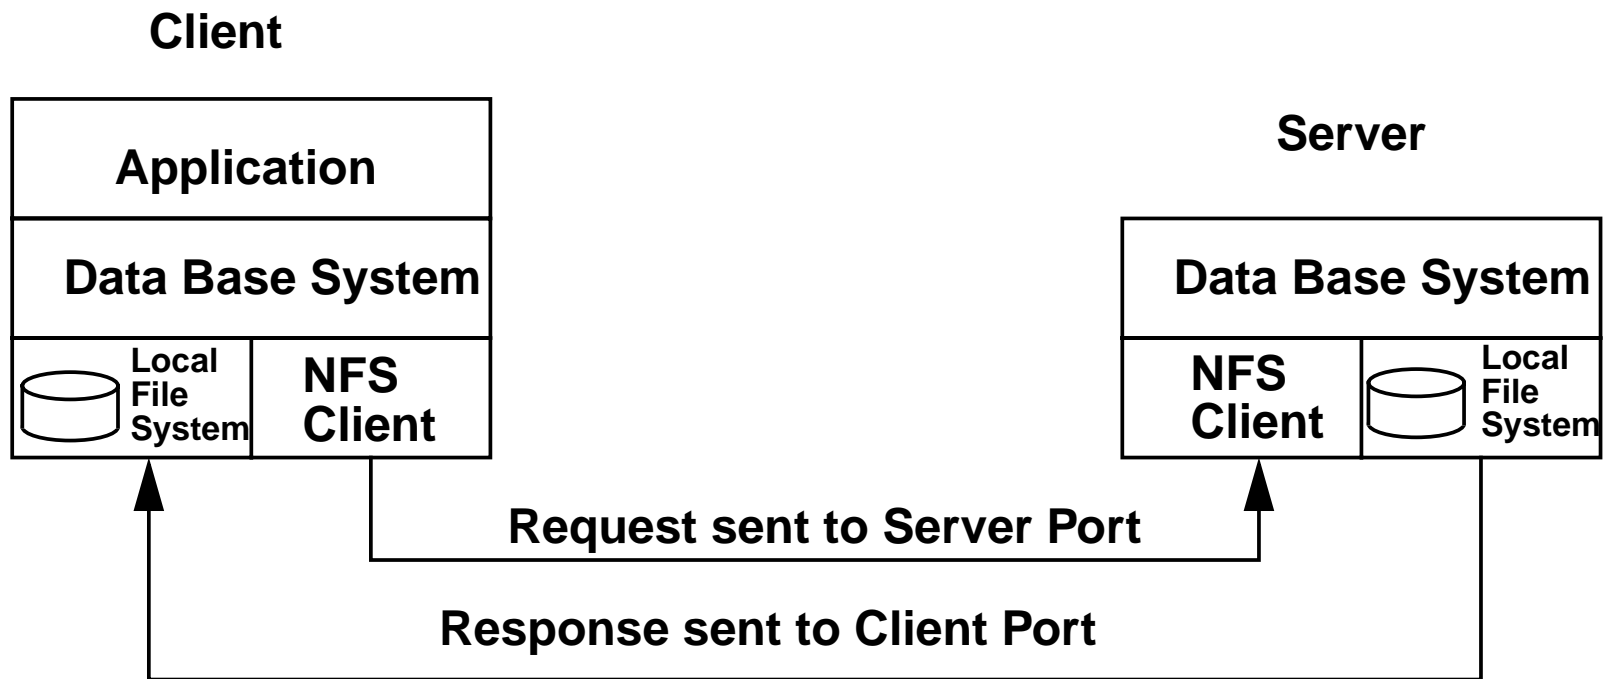 Client
Application
Data Base System
Local
File
System
NFS
Client
Server
Data Base System
NFS
Client
Local
File
System
Request sent to Server Port
Response sent to Client Port